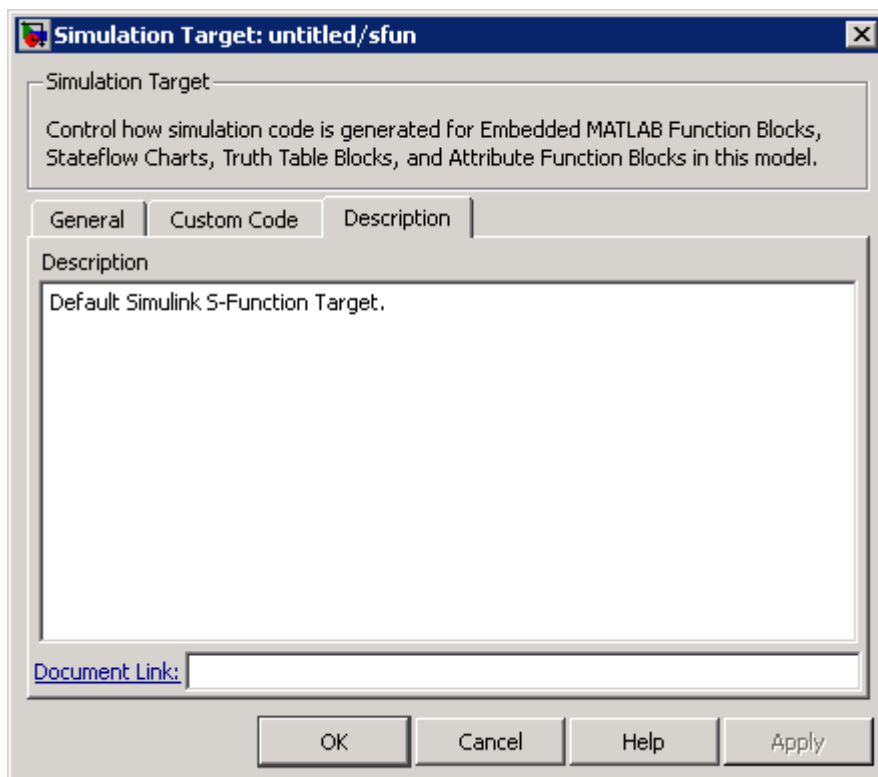 Simulation Target: untitled/sfun
Simulation Target
Control how simulation code is generated for Embedded MATLAB Function Blocks,
Stateflow Charts, Truth Table Blocks, and Attribute Function Blocks in this model.
General Custom Code Description
Description
Default Simulink S-Function Target.
Document Link:
OK Cancel Help Apply